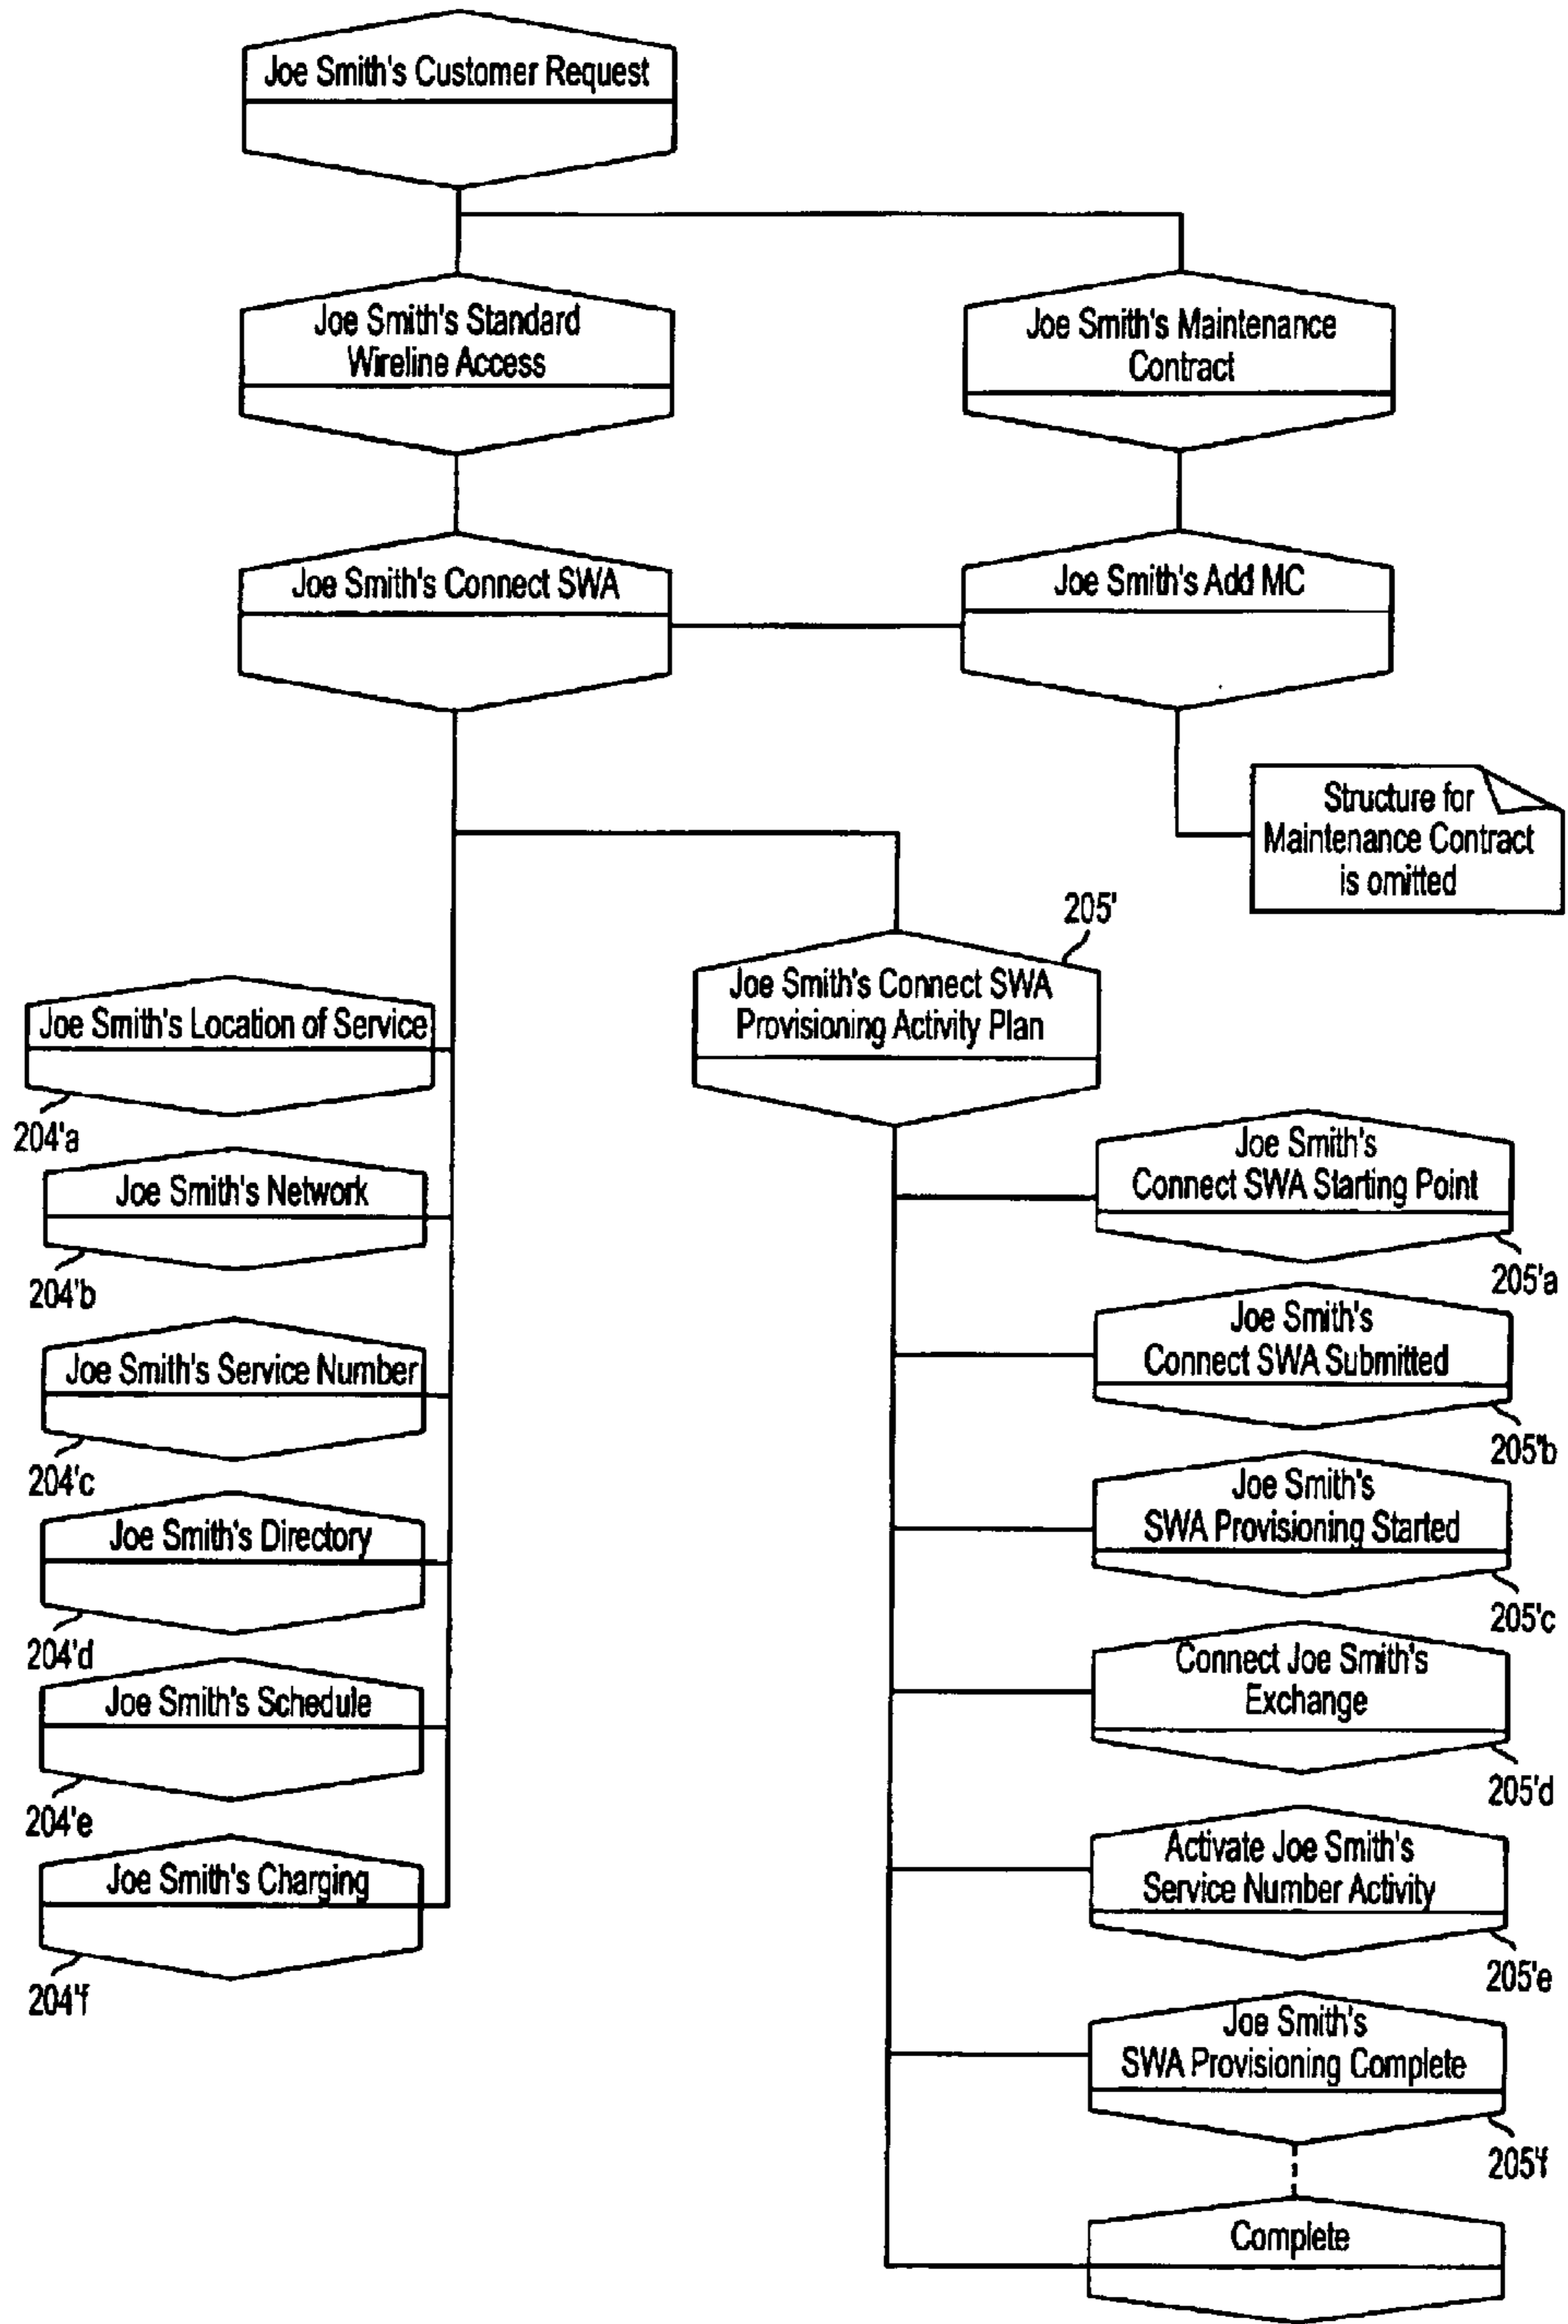 Joe Smith's Customer Request
Joe Smith's Standard
Wireline Access
Joe Smith's Maintenance
Contract
Joe Smith's Connect SWA
Joe Smith's Add MC
Structure for
Maintenance Contract
is omitted
205'
Joe Smith's Connect SWA
Provisioning Activity Plan
Joe Smith's Location of Service
204'a
Joe Smith's Network
204'b
Joe Smith's Service Number
204'c
Joe Smith's Directory
204'd
Joe Smith's Schedule
204'e
Joe Smith's Charging
204'f
Joe Smith's
Connect SWA Starting Point
205'a
Joe Smith's
Connect SWA Submitted
205'b
Joe Smith's
SWA Provisioning Started
205'c
Connect Joe Smith's
Exchange
205'd
Activate Joe Smith's
Service Number Activity
205'e
Joe Smith's
SWA Provisioning Complete
205'f
Complete